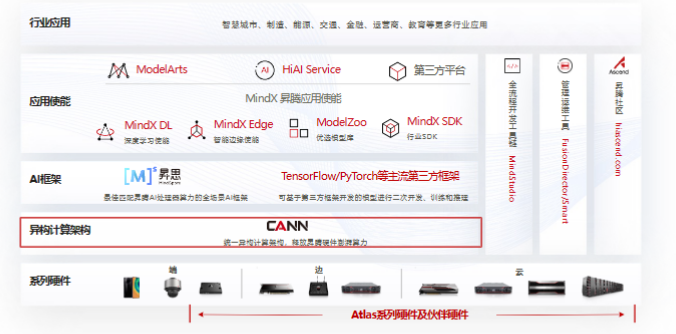 行业应用
智慧城市、制造、能源、交通、金融、运营商、教育等更多行业应用
应用使能
ModelArts
HiAI Service
第三方平台
MindX 昇腾应用使能
MindX DL
深度学习使能
MindX Edge
智能边缘使能
ModelZoo
优选模型库
MindX SDK
行业SDK
AI框架
[M]s 昇思
MindSpore
最佳匹配昇腾AI处理器算力的全场景AI框架
TensorFlow/PyTorch等主流第三方框架
可基于第三方框架开发的模型进行二次开发、训练和推理
异构计算架构
CANN
统一异构计算架构，释放昇腾硬件澎湃算力
系列硬件
端
边
云
Atlas系列硬件及伙伴硬件
</>
全流程开发工具链 MindStudio
管理运维工具 FusionDirector/Smart
Ascend
昇腾社区 hiascend.com